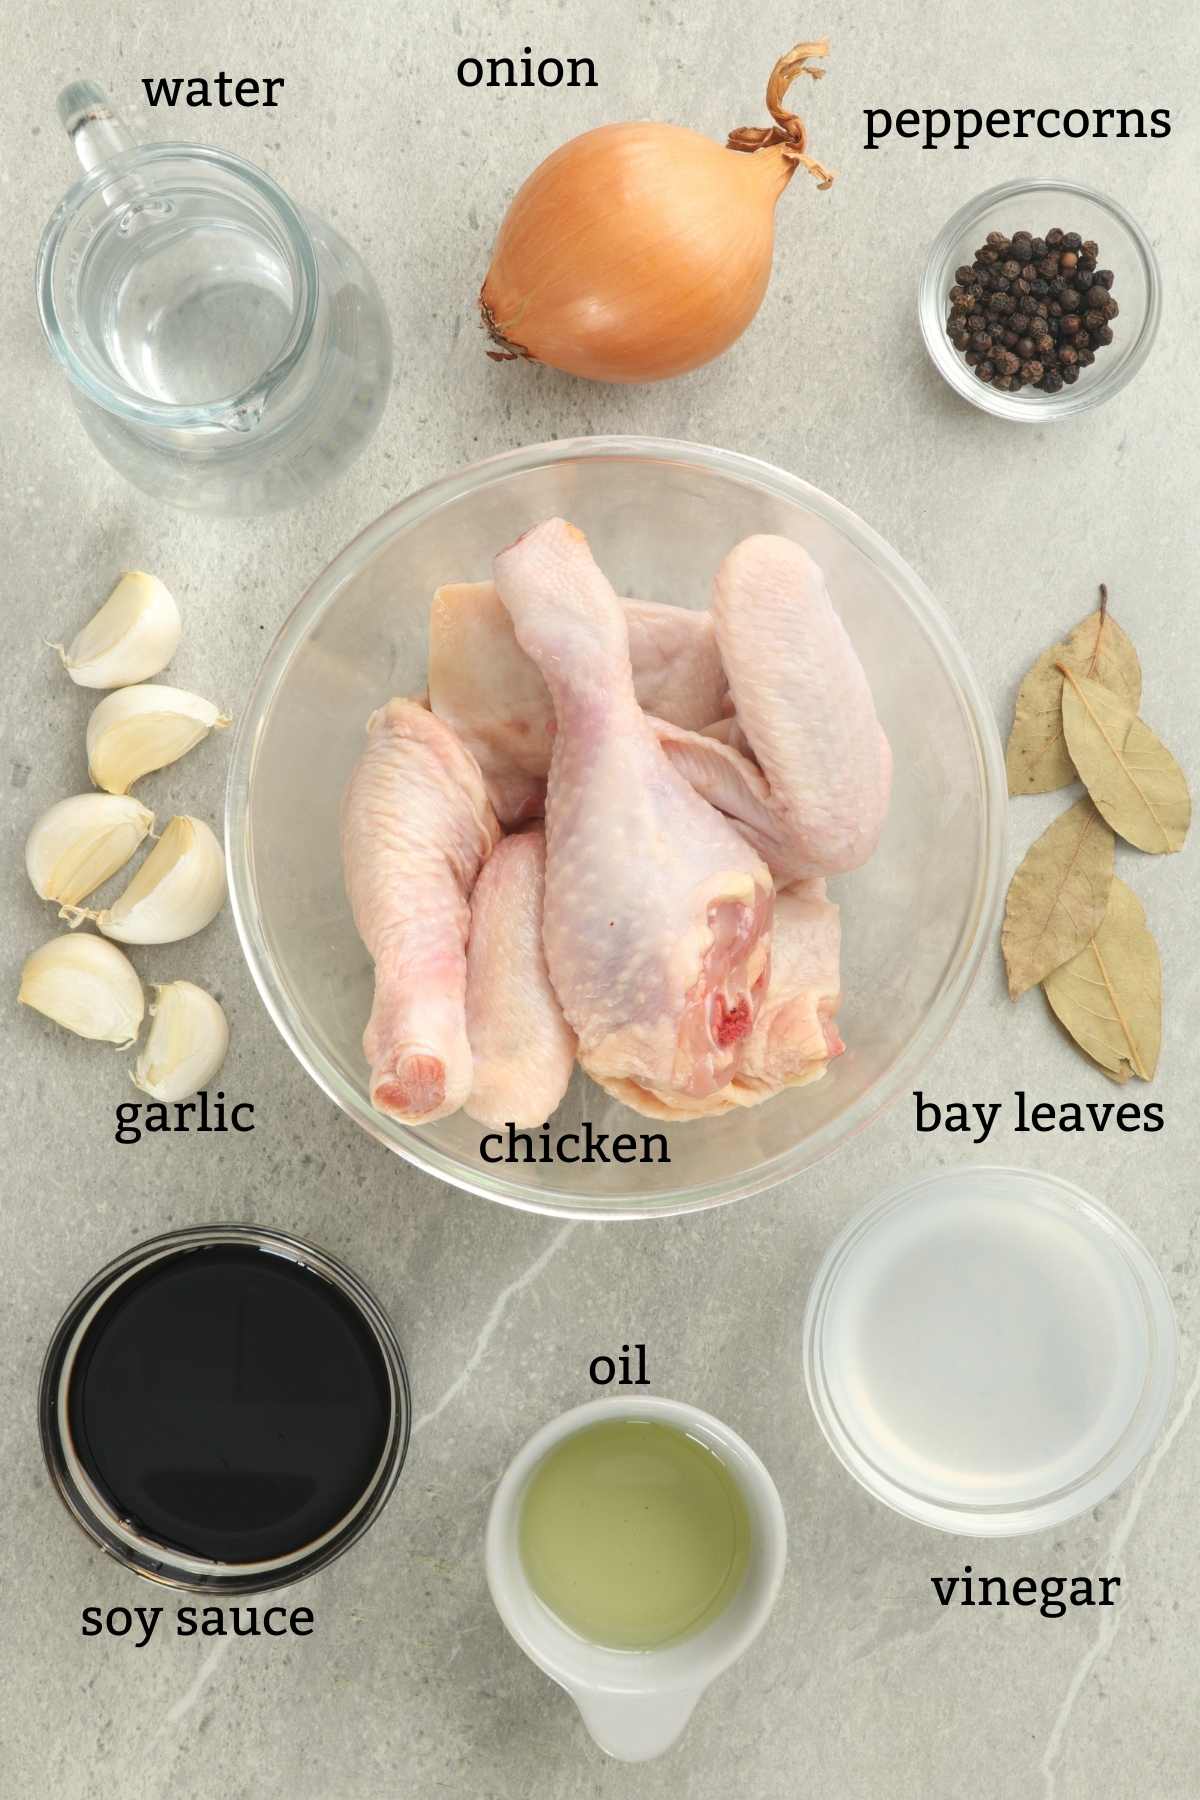 water
onion
peppercorns
garlic
chicken
bay leaves
soy sauce
oil
vinegar